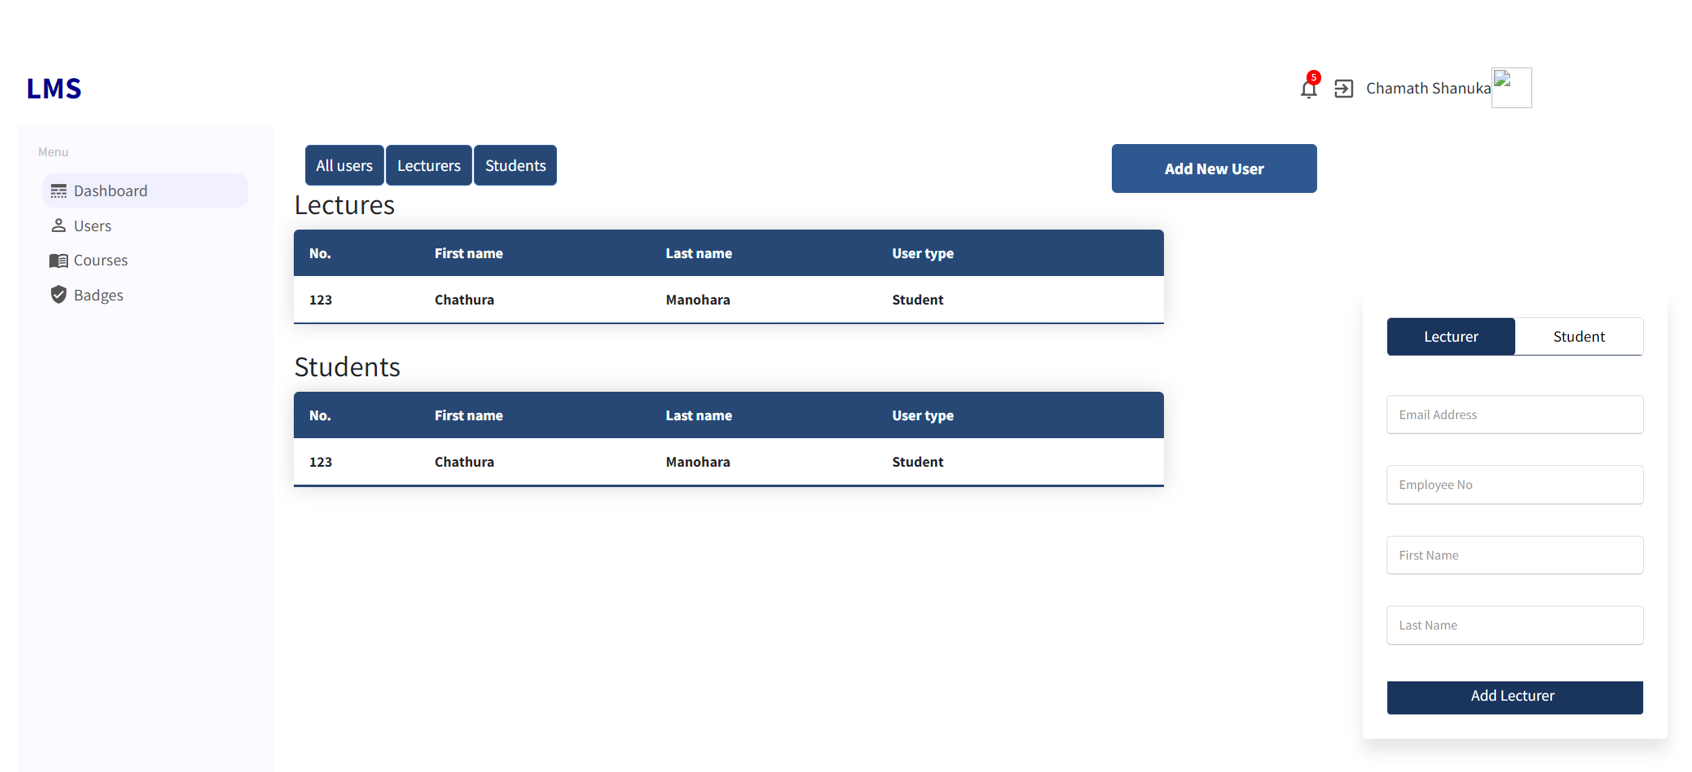 LMS
5
Chamath Shanuka
Menu
Dashboard
Users
Courses
Badges
All users
Lecturers
Students
Add New User
Lectures
No. First name Last name User type
123 Chathura Manohara Student
Students
No. First name Last name User type
123 Chathura Manohara Student
Lecturer
Student
Email Address
Employee No
First Name
Last Name
Add Lecturer